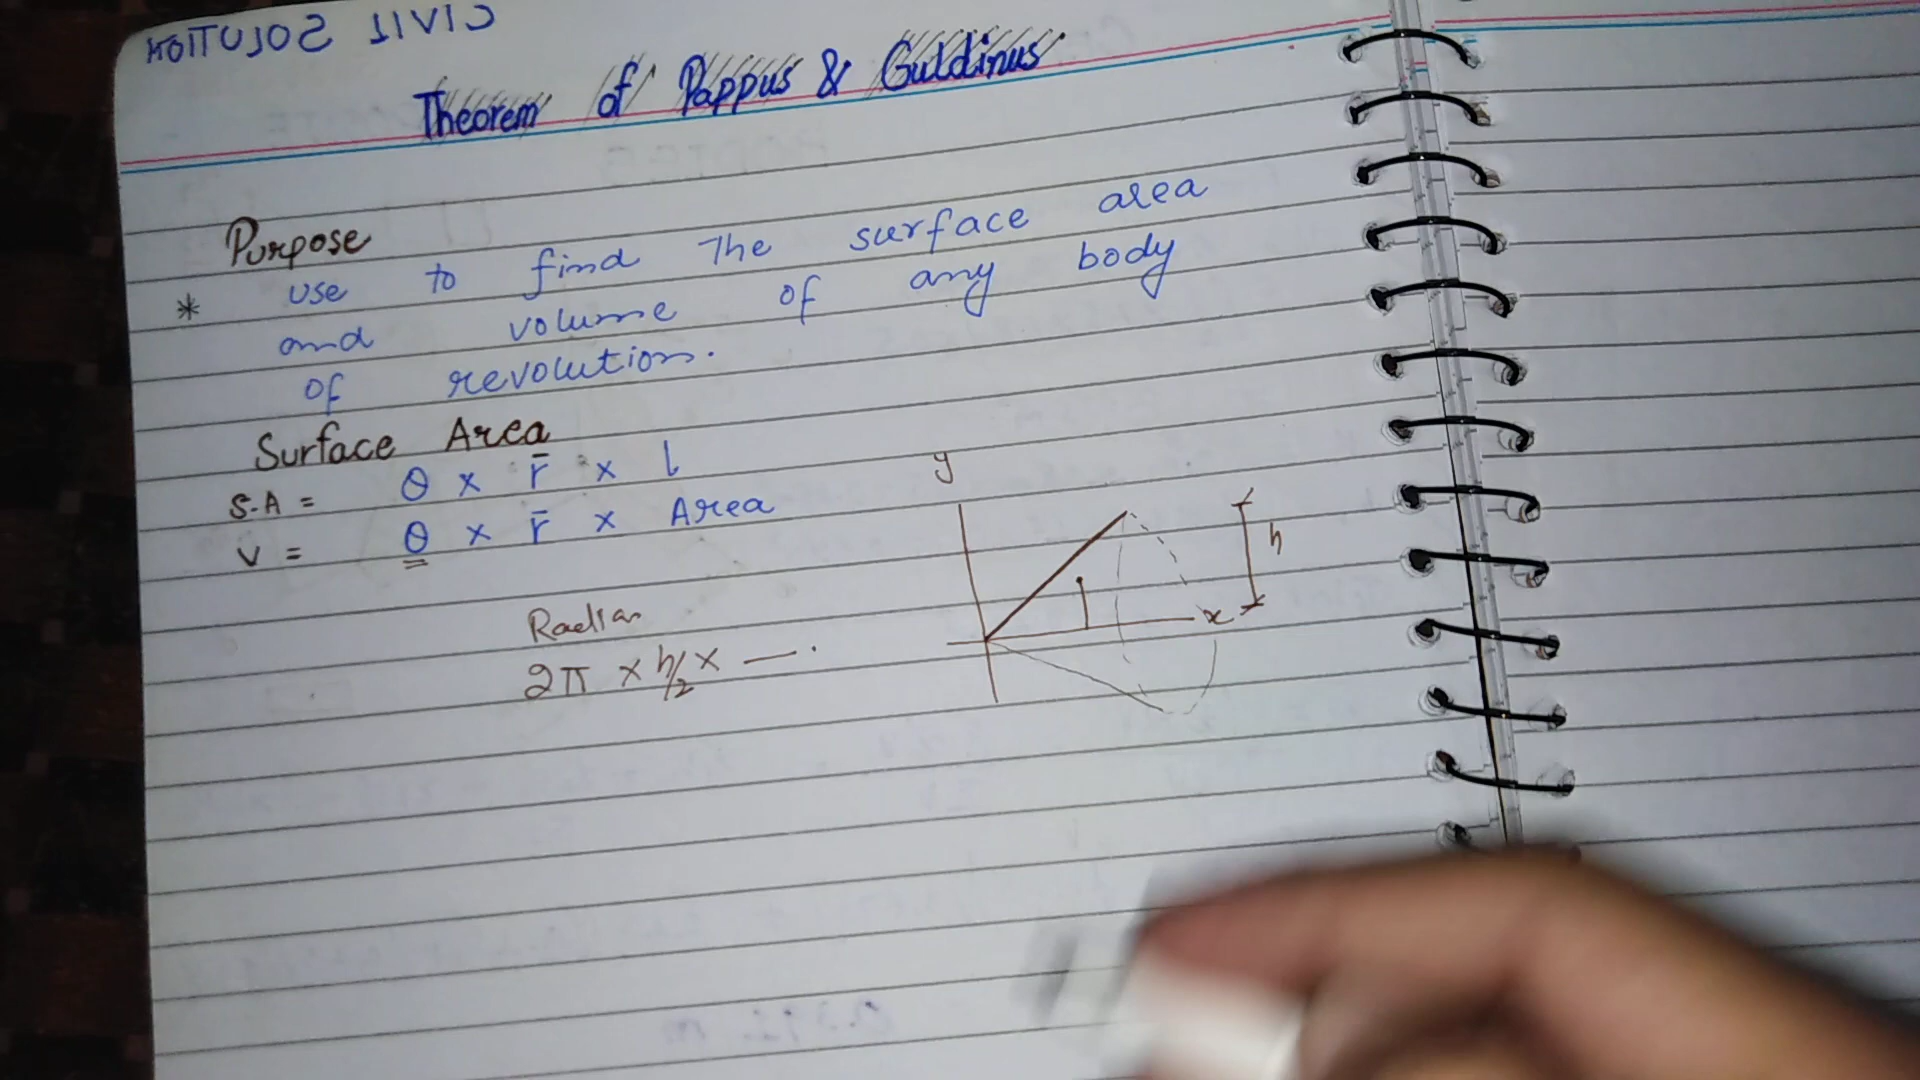 CIVIL SOLUTION
Theorem of Pappus & Guldinus
Purpose
* use to find The surface area
and volume of any body
of revolution.
Surface Area
S.A = θ × r̄ × l
V = θ × r̄ × Area
Radian
2π × h/2 × — .
y
h
x